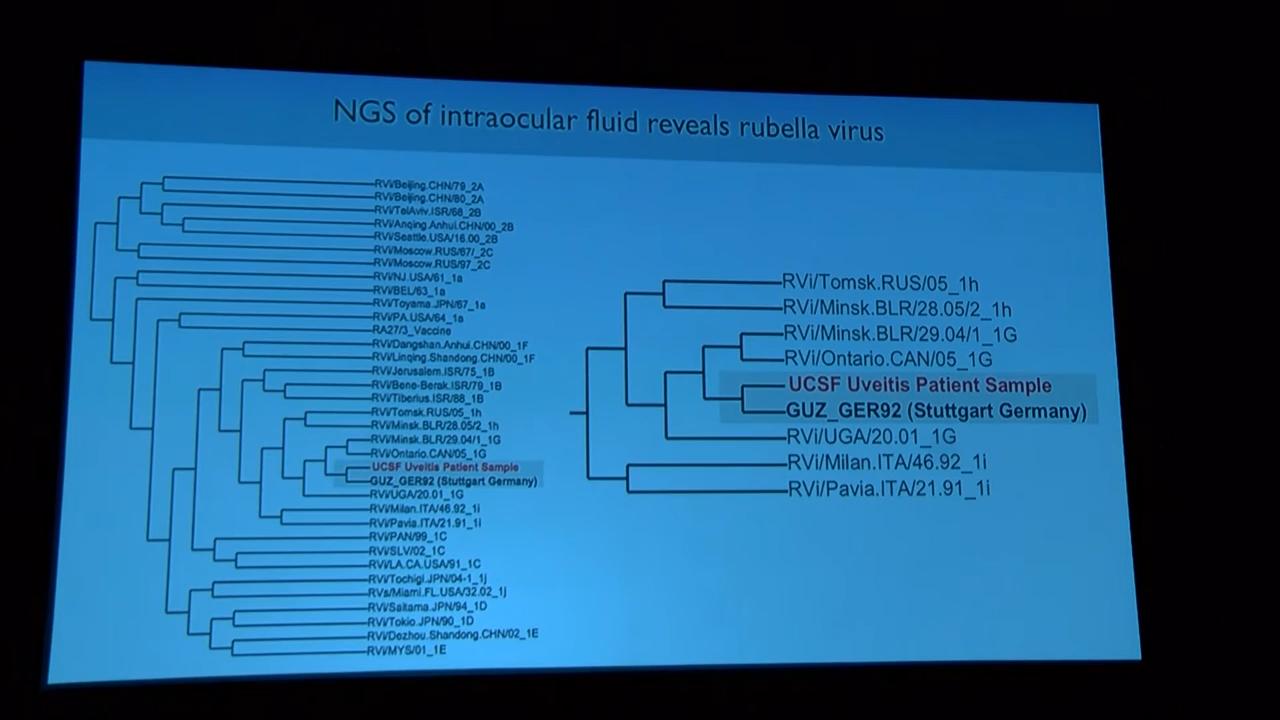 NGS of intraocular fluid reveals rubella virus
RVi/Beijing.CHN/79_2A
RVi/Beijing.CHN/80_2A
RVi/TelAviv.ISR/68_2B
RVi/Anqing.Anhui.CHN/00_2B
RVi/Seattle.USA/16.00_2B
RVi/Moscow.RUS/67/_2C
RVi/Moscow.RUS/97_2C
RVi/NJ.USA/61_1a
RVi/BEL/63_1a
RVi/Toyama.JPN/67_1a
RVi/PA.USA/64_1a
RA27/3_Vaccine
RVi/Dangshan.Anhui.CHN/00_1F
RVi/Linqing.Shandong.CHN/00_1F
RVi/Jerusalem.ISR/75_1B
RVi/Bene-Berak.ISR/79_1B
RVi/Tiberius.ISR/88_1B
RVi/Tomsk.RUS/05_1h
RVi/Minsk.BLR/28.05/2_1h
RVi/Minsk.BLR/29.04/1_1G
RVi/Ontario.CAN/05_1G
UCSF Uveitis Patient Sample
GUZ_GER92 (Stuttgart Germany)
RVi/UGA/20.01_1G
RVi/Milan.ITA/46.92_1i
RVi/Pavia.ITA/21.91_1i
RVi/PAN/99_1C
RVi/SLV/02_1C
RVi/LA.CA.USA/91_1C
RVi/Tochigi.JPN/04-1_1j
RVs/Miami.FL.USA/32.02_1j
RVi/Saitama.JPN/94_1D
RVi/Tokio.JPN/90_1D
RVi/Dezhou.Shandong.CHN/02_1E
RVi/MYS/01_1E
RVi/Tomsk.RUS/05_1h
RVi/Minsk.BLR/28.05/2_1h
RVi/Minsk.BLR/29.04/1_1G
RVi/Ontario.CAN/05_1G
UCSF Uveitis Patient Sample
GUZ_GER92 (Stuttgart Germany)
RVi/UGA/20.01_1G
RVi/Milan.ITA/46.92_1i
RVi/Pavia.ITA/21.91_1i